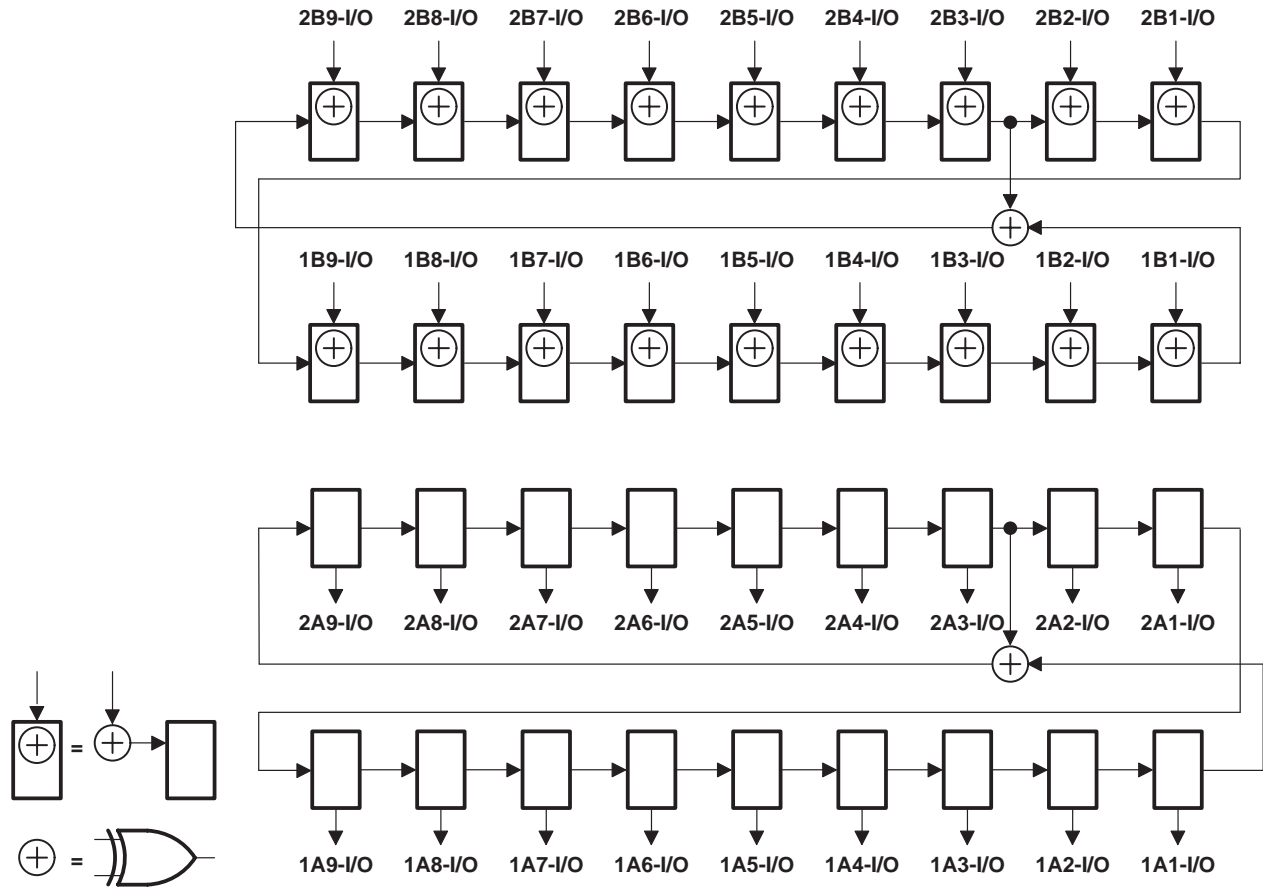 2B9-I/O 2B8-I/O 2B7-I/O 2B6-I/O 2B5-I/O 2B4-I/O 2B3-I/O 2B2-I/O 2B1-I/O
1B9-I/O 1B8-I/O 1B7-I/O 1B6-I/O 1B5-I/O 1B4-I/O 1B3-I/O 1B2-I/O 1B1-I/O
2A9-I/O 2A8-I/O 2A7-I/O 2A6-I/O 2A5-I/O 2A4-I/O 2A3-I/O 2A2-I/O 2A1-I/O
=
=
1A9-I/O 1A8-I/O 1A7-I/O 1A6-I/O 1A5-I/O 1A4-I/O 1A3-I/O 1A2-I/O 1A1-I/O